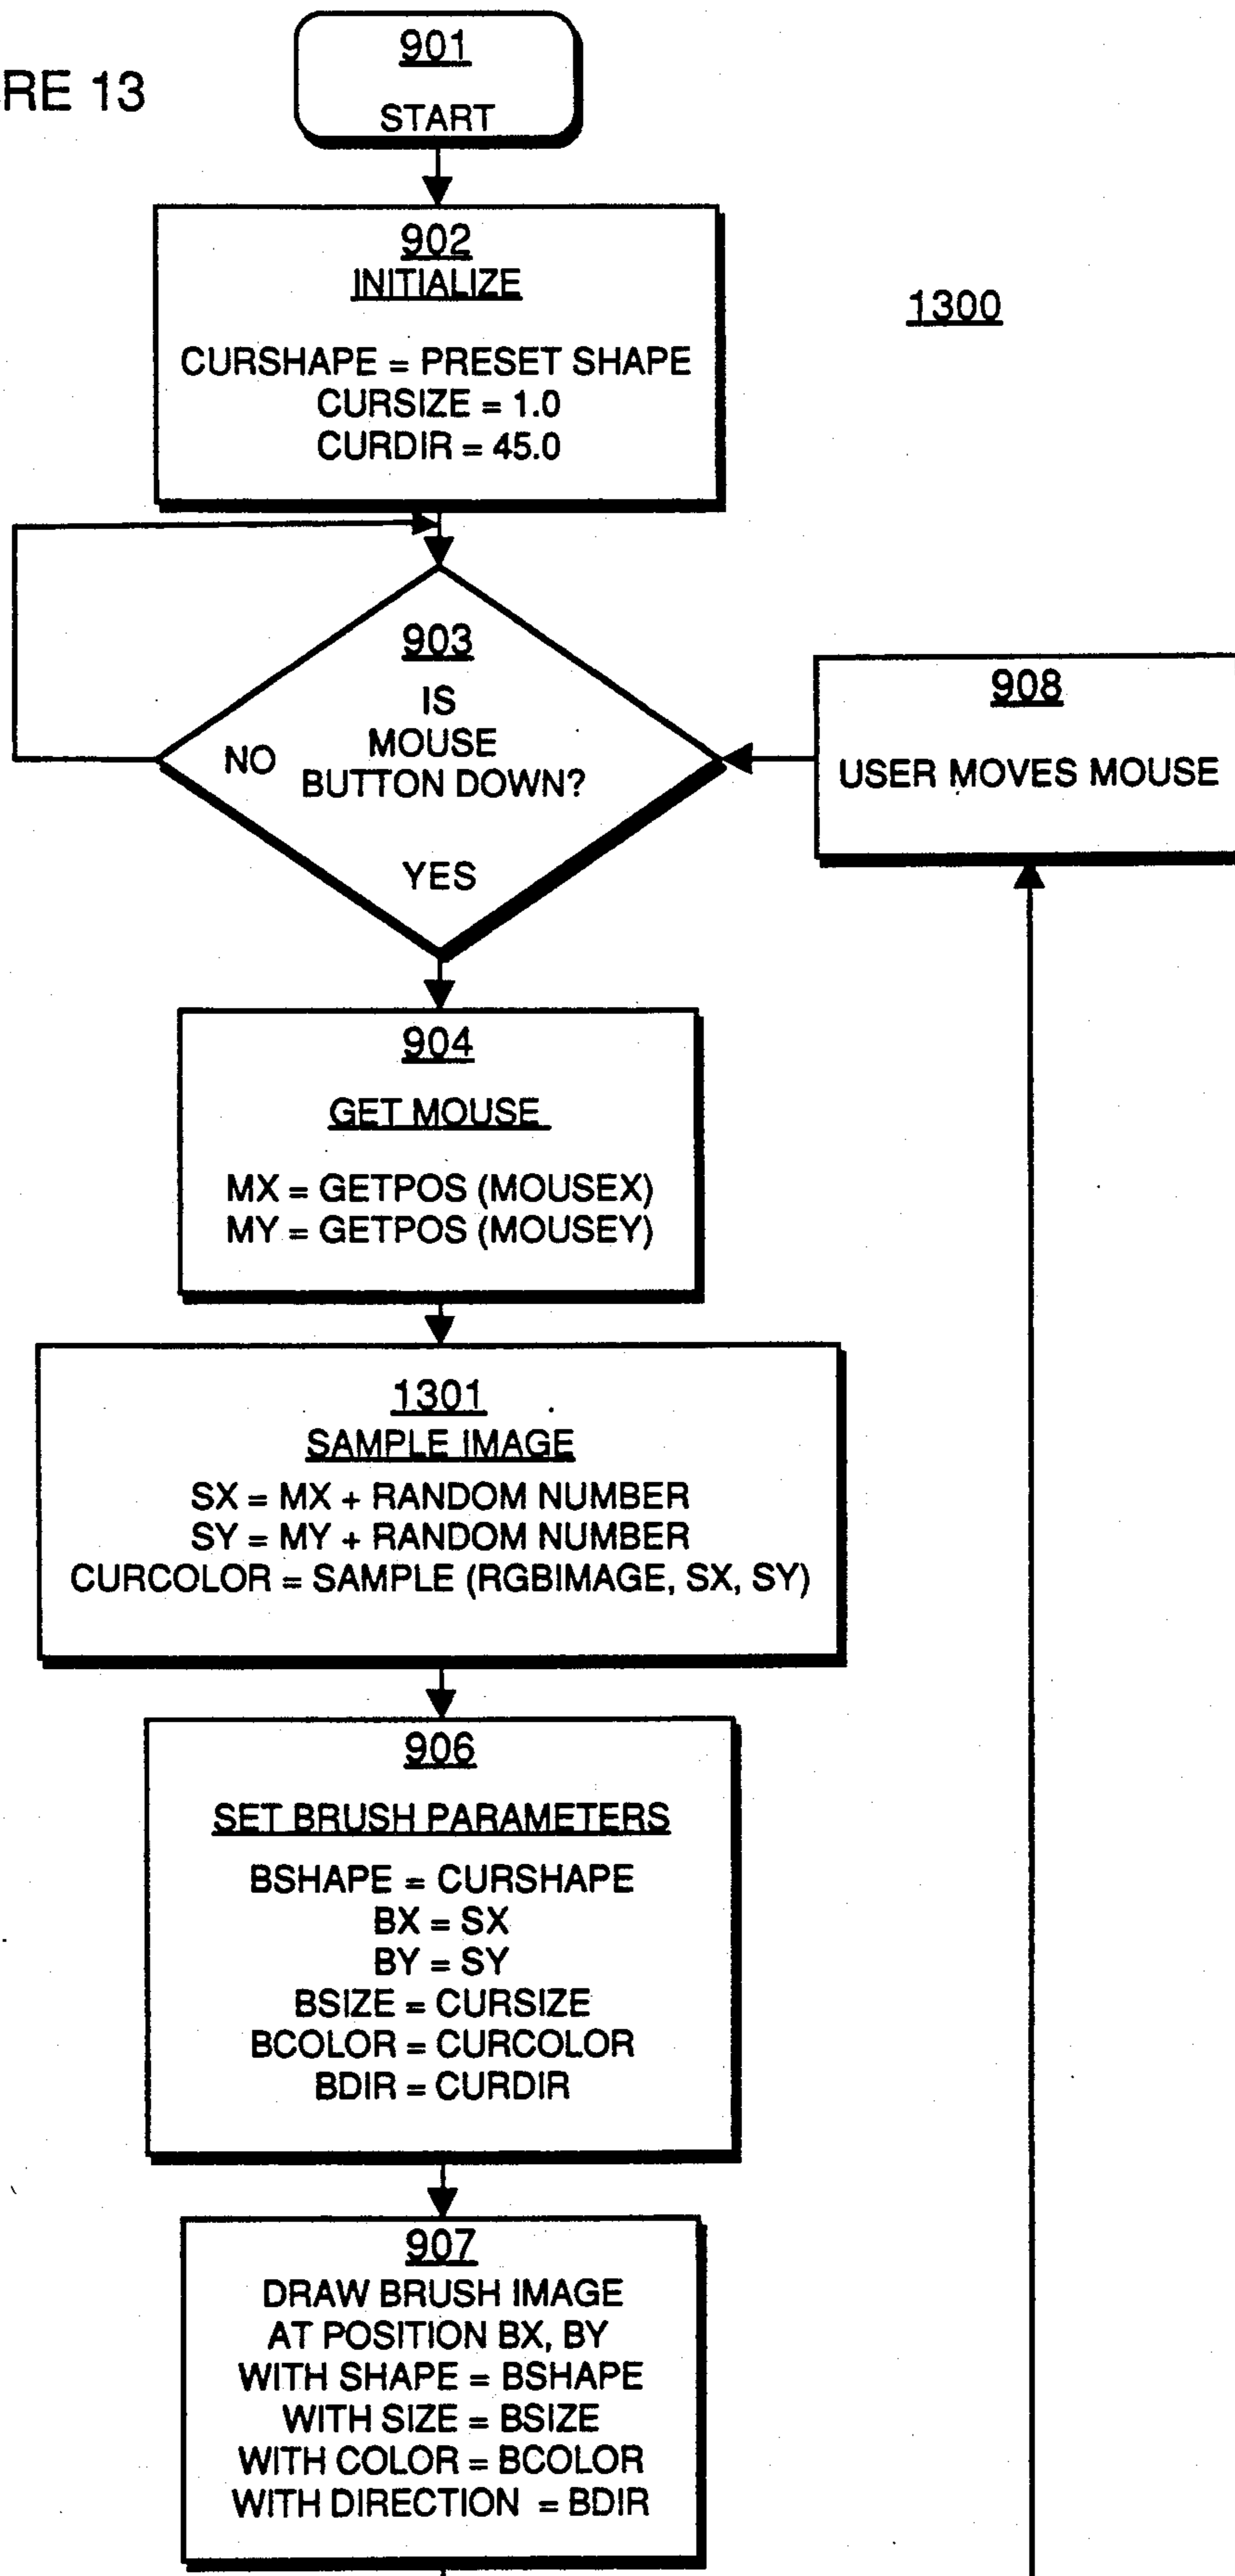 RE 13
901
START
902
INITIALIZE
CURSHAPE = PRESET SHAPE
CURSIZE = 1.0
CURDIR = 45.0
1300
903
IS
MOUSE
BUTTON DOWN?
NO
YES
908
USER MOVES MOUSE
904
GET MOUSE
MX = GETPOS (MOUSEX)
MY = GETPOS (MOUSEY)
1301
SAMPLE IMAGE
SX = MX + RANDOM NUMBER
SY = MY + RANDOM NUMBER
CURCOLOR = SAMPLE (RGBIMAGE, SX, SY)
906
SET BRUSH PARAMETERS
BSHAPE = CURSHAPE
BX = SX
BY = SY
BSIZE = CURSIZE
BCOLOR = CURCOLOR
BDIR = CURDIR
907
DRAW BRUSH IMAGE
AT POSITION BX, BY
WITH SHAPE = BSHAPE
WITH SIZE = BSIZE
WITH COLOR = BCOLOR
WITH DIRECTION = BDIR